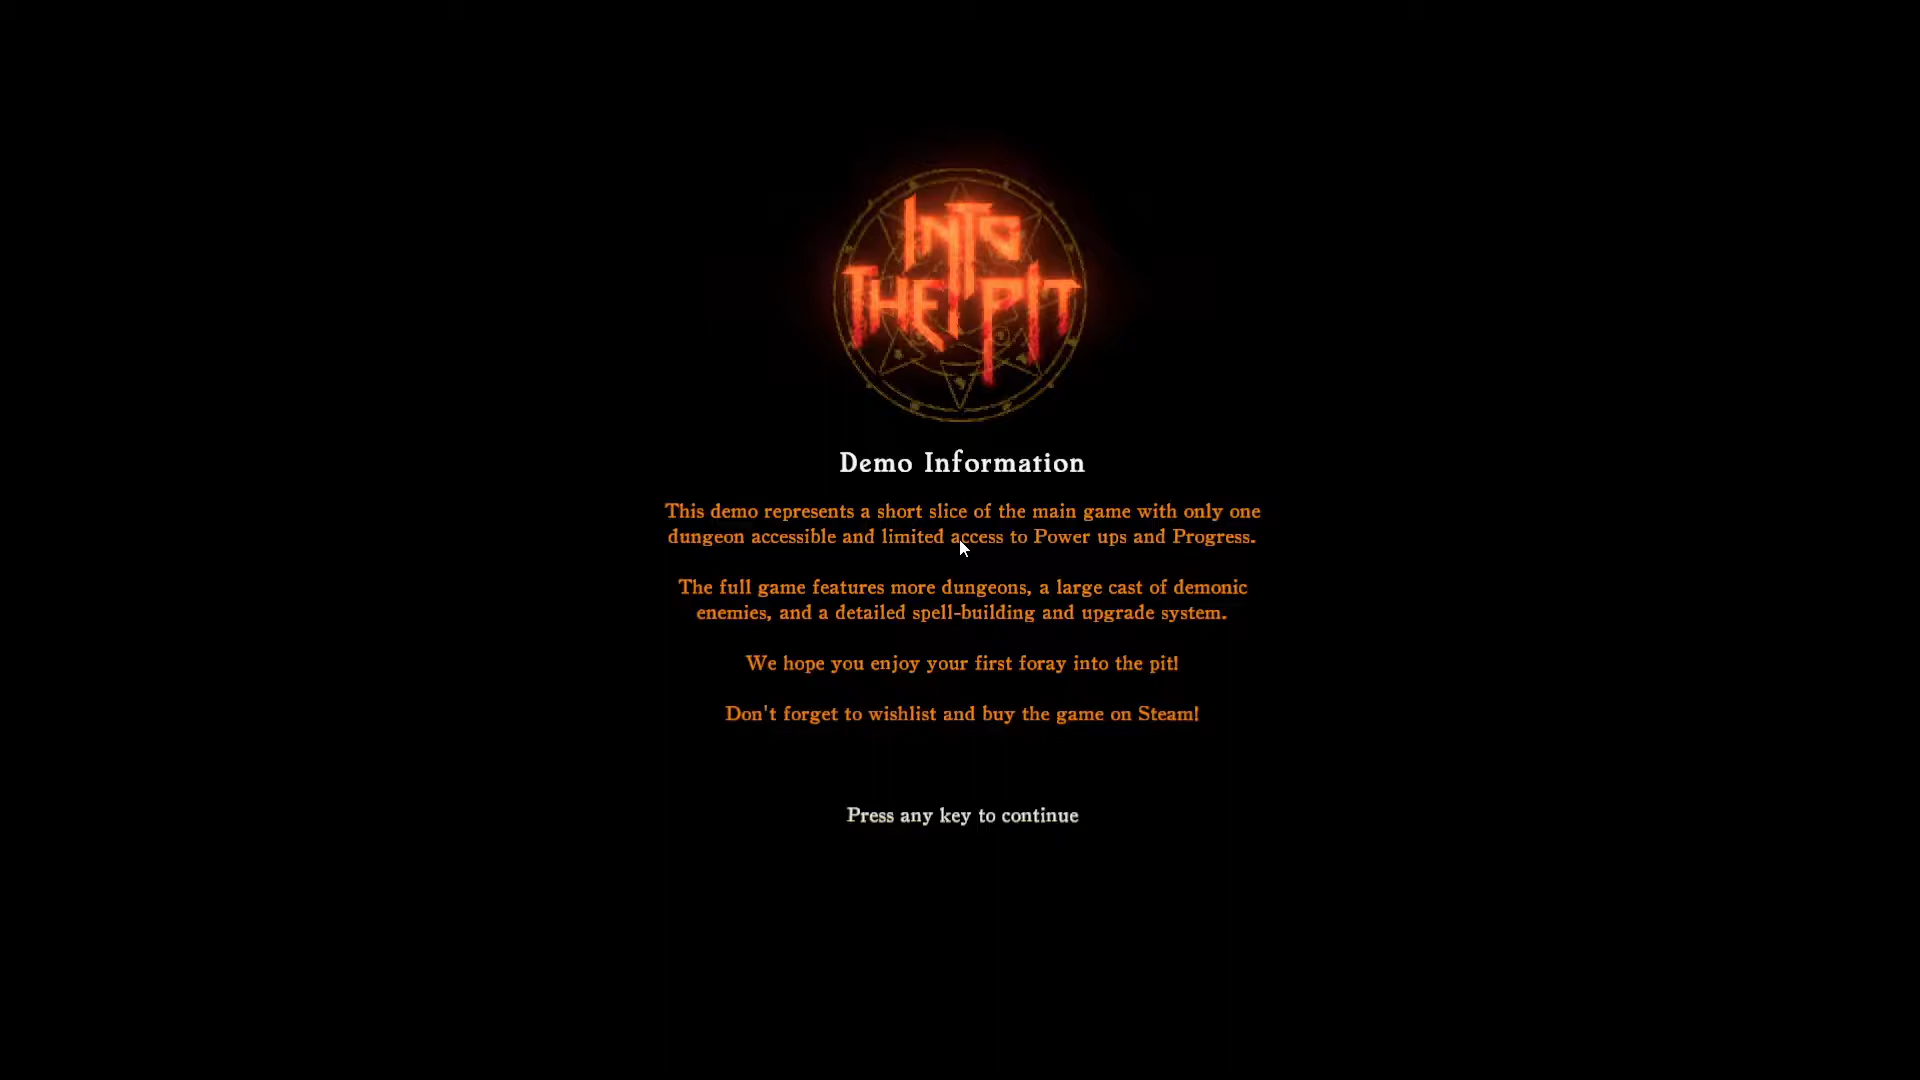 INTO
THE PIT
Demo Information
This demo represents a short slice of the main game with only one
dungeon accessible and limited access to Power ups and Progress.
The full game features more dungeons, a large cast of demonic
enemies, and a detailed spell-building and upgrade system.
We hope you enjoy your first foray into the pit!
Don't forget to wishlist and buy the game on Steam!
Press any key to continue